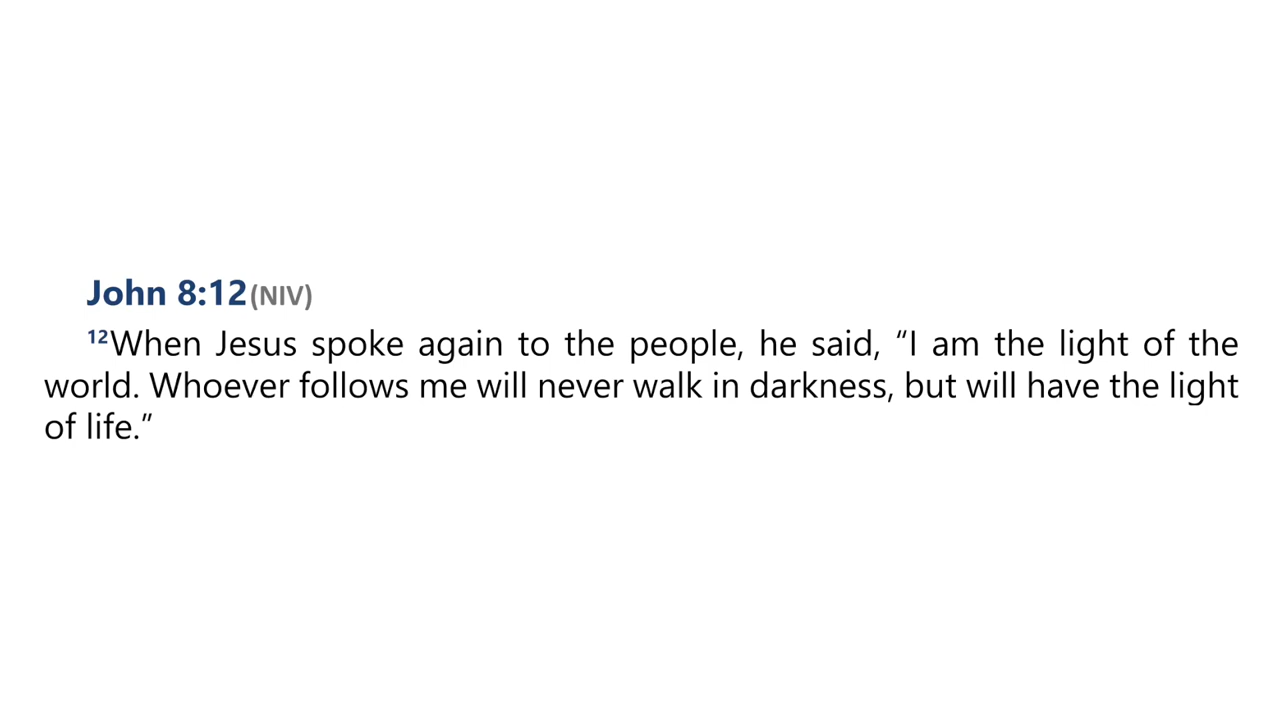 John 8:12 (NIV)
12When Jesus spoke again to the people, he said, “I am the light of the
world. Whoever follows me will never walk in darkness, but will have the light
of life.”